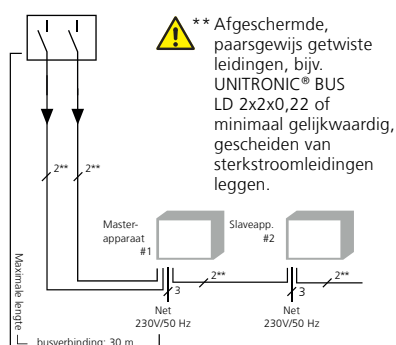 ** Afgeschermde,
paarsgewijs getwiste
leidingen, bijv.
UNITRONIC® BUS
LD 2x2x0,22 of
minimaal gelijkwaardig,
gescheiden van
sterkstroomleidingen
leggen.
2**
2**
Master-
apparaat
#1
Slaveapp.
#2
2**
2**
3
3
Net
230V/50 Hz
Net
230V/50 Hz
Maximale lengte
busverbinding: 30 m